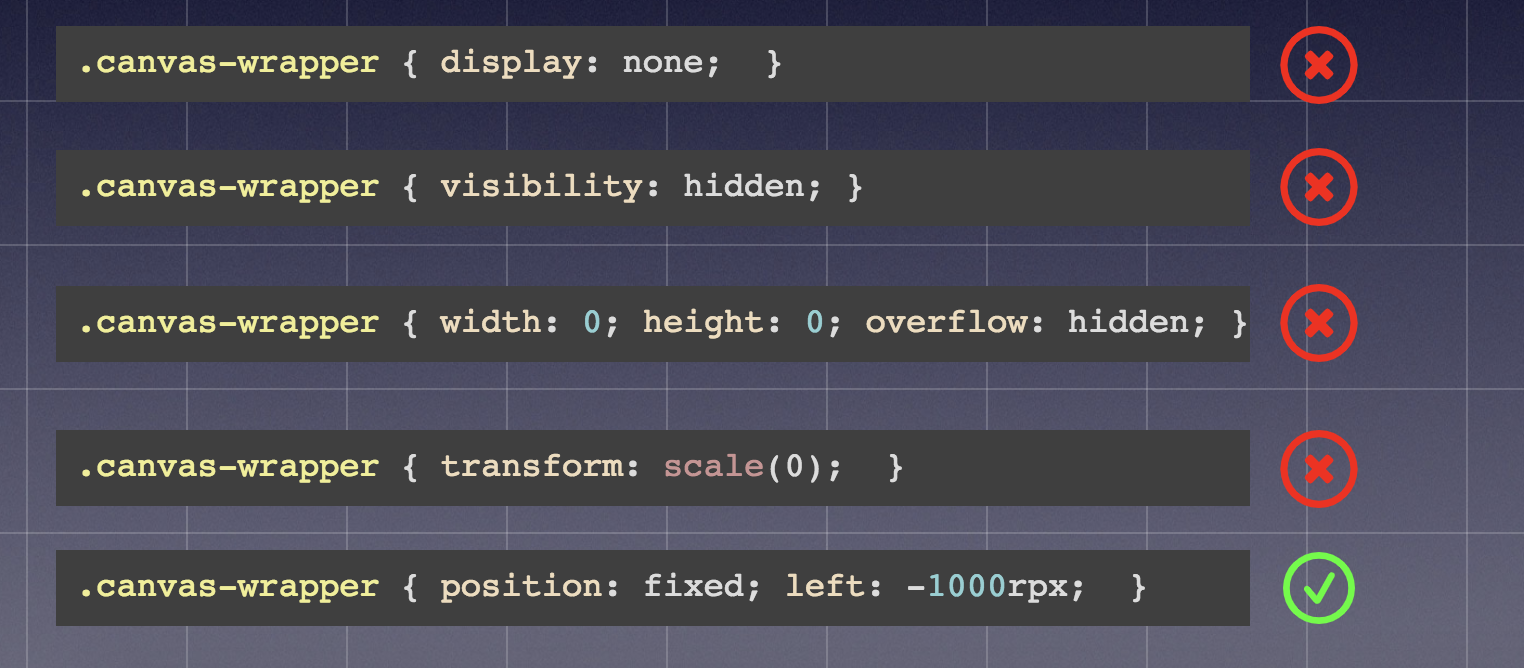 .canvas-wrapper { display: none;  }
.canvas-wrapper { visibility: hidden; }
.canvas-wrapper { width: 0; height: 0; overflow: hidden; }
.canvas-wrapper { transform: scale(0);  }
.canvas-wrapper { position: fixed; left: -1000rpx;  }